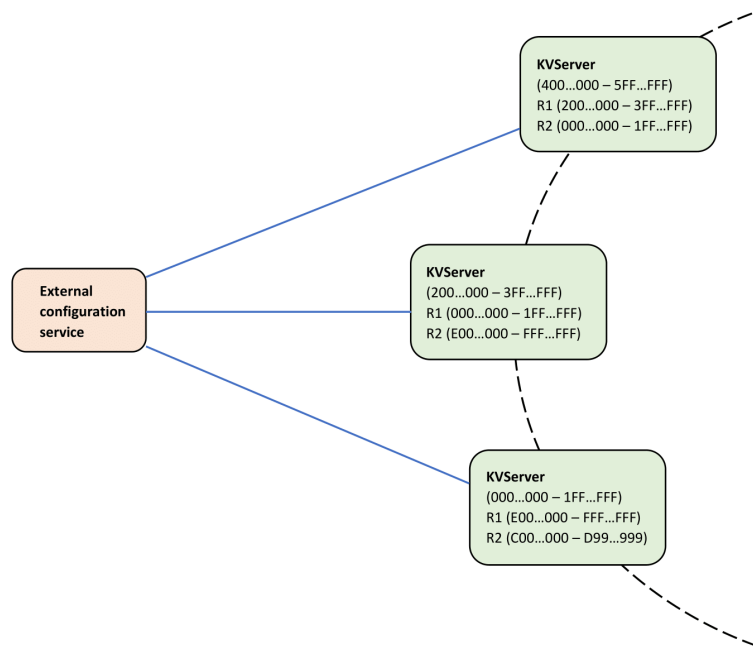 KVServer
(400...000 – 5FF...FFF)
R1 (200...000 – 3FF...FFF)
R2 (000...000 – 1FF...FFF)
External
configuration
service
KVServer
(200...000 – 3FF...FFF)
R1 (000...000 – 1FF...FFF)
R2 (E00...000 – FFF...FFF)
KVServer
(000...000 – 1FF...FFF)
R1 (E00...000 – FFF...FFF)
R2 (C00...000 – D99...999)